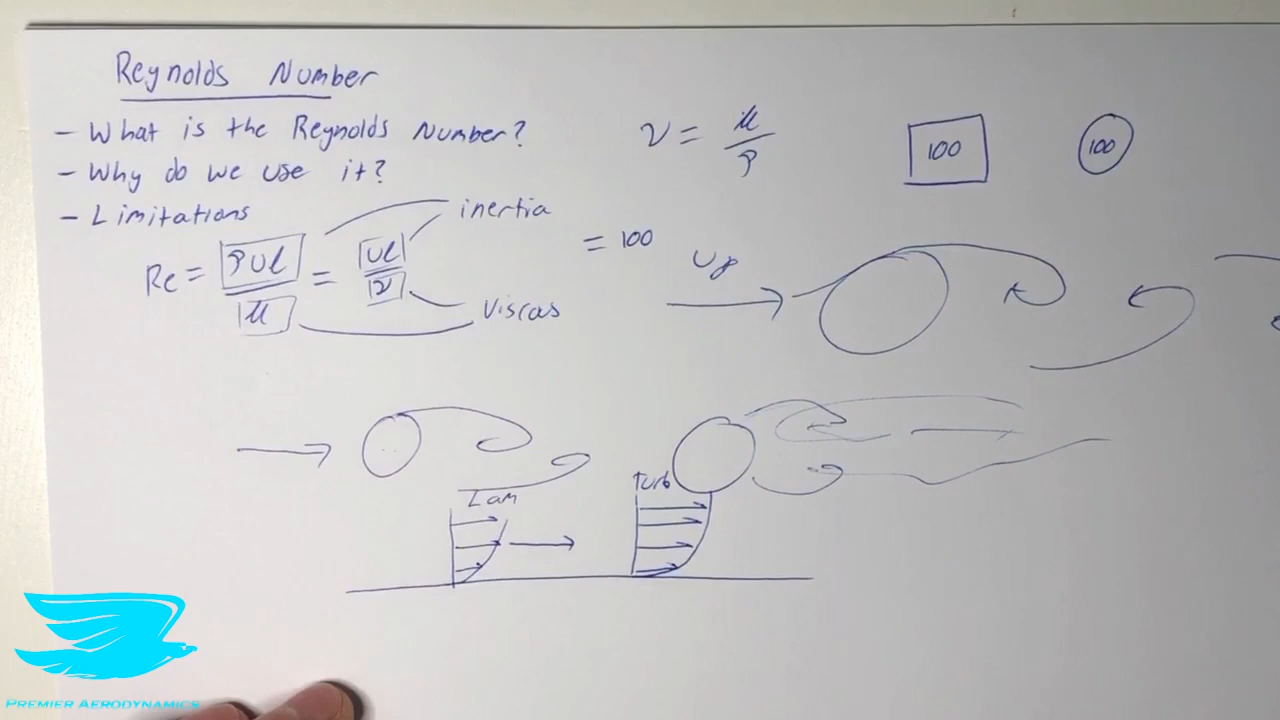 Reynolds Number
- What is the Reynolds Number?
- Why do we use it?
- Limitations
ν = μ/ρ
100
100
Re = ρUl/μ = Ul/ν
inertia
Viscos
= 100
U∞
Lam
Turb
PREMIER AERODYNAMICS